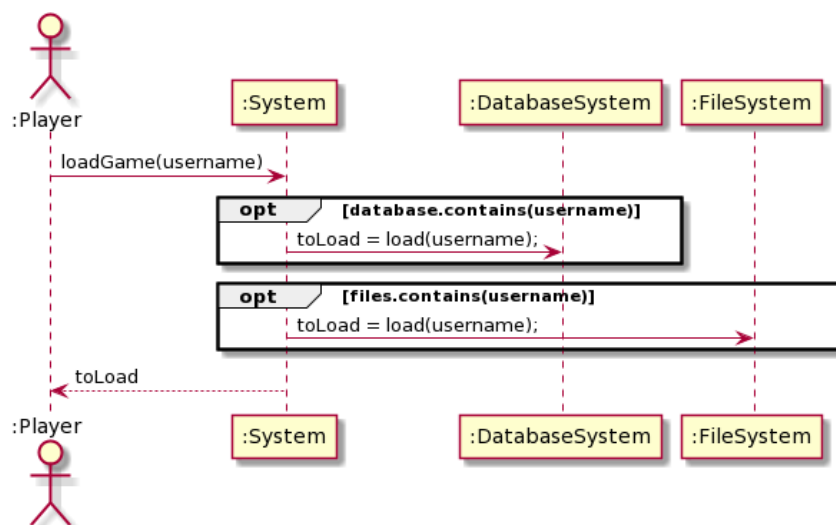 :Player
:System
:DatabaseSystem
:FileSystem
loadGame(username)
opt
[database.contains(username)]
toLoad = load(username);
opt
[files.contains(username)]
toLoad = load(username);
toLoad
:Player
:System
:DatabaseSystem
:FileSystem